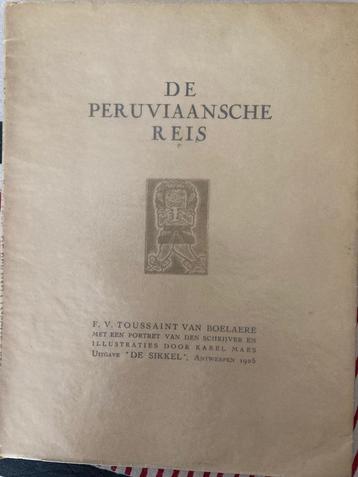 DE
PERUVIAANSCHE
REIS
F. V. TOUSSAINT VAN BOELAERE
MET EEN PORTRET VAN DEN SCHRIJVER EN
ILLUSTRATIES DOOR KAREL MAES
UITGAVE "DE SIKKEL", ANTWERPEN 1925